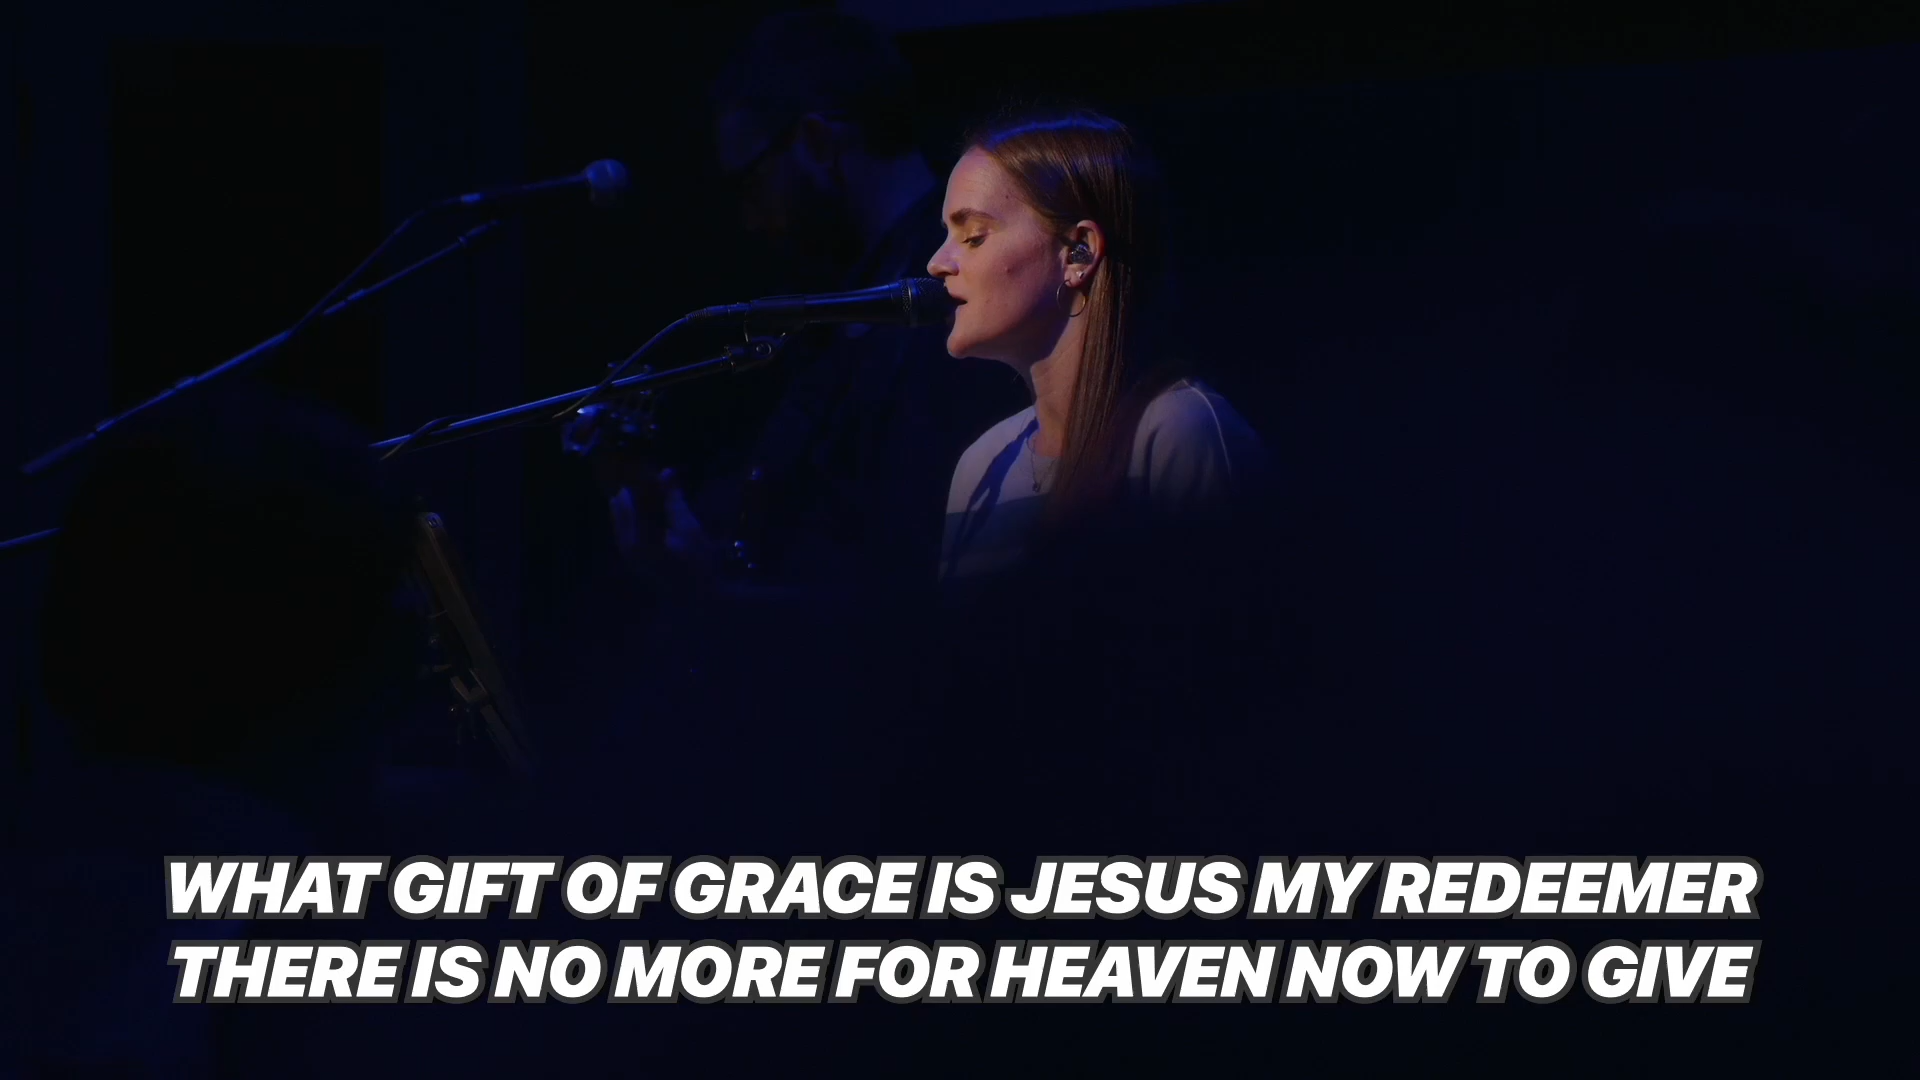 WHAT GIFT OF GRACE IS JESUS MY REDEEMER
THERE IS NO MORE FOR HEAVEN NOW TO GIVE